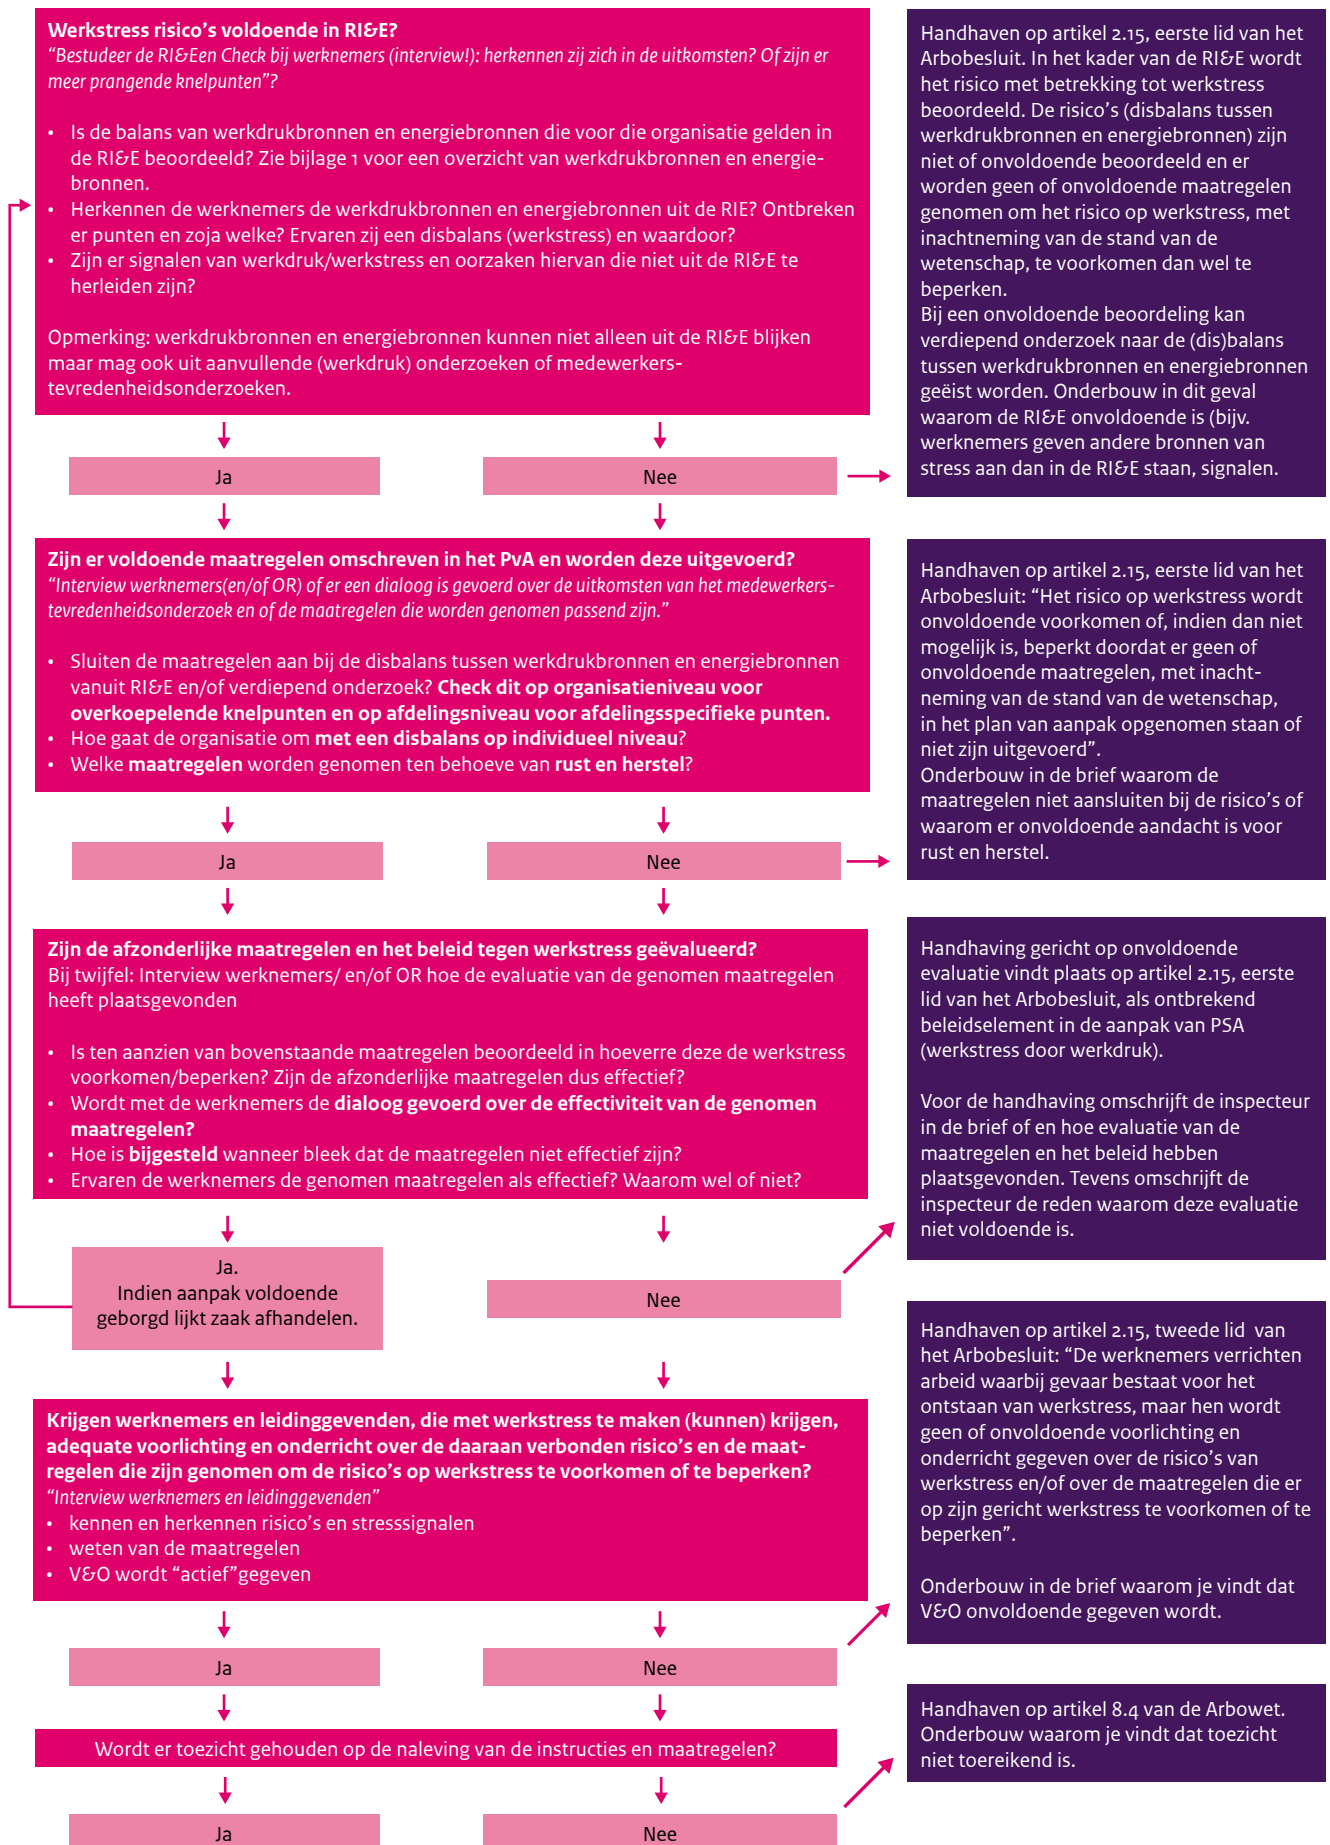 Werkstress risico's voldoende in RI&E?
“Bestudeer de RI&Een Check bij werknemers (interview!): herkennen zij zich in de uitkomsten? Of zijn er
meer prangende knelpunten”?
• Is de balans van werkdrukbronnen en energiebronnen die voor die organisatie gelden in
de RI&E beoordeeld? Zie bijlage 1 voor een overzicht van werkdrukbronnen en energie-
bronnen.
• Herkennen de werknemers de werkdrukbronnen en energiebronnen uit de RIE? Ontbreken
er punten en zoja welke? Ervaren zij een disbalans (werkstress) en waardoor?
• Zijn er signalen van werkdruk/werkstress en oorzaken hiervan die niet uit de RI&E te
herleiden zijn?
Opmerking: werkdrukbronnen en energiebronnen kunnen niet alleen uit de RI&E blijken
maar mag ook uit aanvullende (werkdruk) onderzoeken of medewerkers-
tevredenheidsonderzoeken.
Handhaven op artikel 2.15, eerste lid van het
Arbobesluit. In het kader van de RI&E wordt
het risico met betrekking tot werkstress
beoordeeld. De risico's (disbalans tussen
werkdrukbronnen en energiebronnen) zijn
niet of onvoldoende beoordeeld en er
worden geen of onvoldoende maatregelen
genomen om het risico op werkstress, met
inachtneming van de stand van de
wetenschap, te voorkomen dan wel te
beperken.
Bij een onvoldoende beoordeling kan
verdiepend onderzoek naar de (dis)balans
tussen werkdrukbronnen en energiebronnen
geëist worden. Onderbouw in dit geval
waarom de RI&E onvoldoende is (bijv.
werknemers geven andere bronnen van
stress aan dan in de RI&E staan, signalen.
Ja
Nee
Zijn er voldoende maatregelen omschreven in het PvA en worden deze uitgevoerd?
“Interview werknemers(en/of OR) of er een dialoog is gevoerd over de uitkomsten van het medewerkers-
tevredenheidsonderzoek en of de maatregelen die worden genomen passend zijn.”
• Sluiten de maatregelen aan bij de disbalans tussen werkdrukbronnen en energiebronnen
vanuit RI&E en/of verdiepend onderzoek? Check dit op organisatieniveau voor
overkoepelende knelpunten en op afdelingsniveau voor afdelingsspecifieke punten.
• Hoe gaat de organisatie om met een disbalans op individueel niveau?
• Welke maatregelen worden genomen ten behoeve van rust en herstel?
Handhaven op artikel 2.15, eerste lid van het
Arbobesluit: “Het risico op werkstress wordt
onvoldoende voorkomen of, indien dan niet
mogelijk is, beperkt doordat er geen of
onvoldoende maatregelen, met inacht-
neming van de stand van de wetenschap,
in het plan van aanpak opgenomen staan of
niet zijn uitgevoerd”.
Onderbouw in de brief waarom de
maatregelen niet aansluiten bij de risico's of
waarom er onvoldoende aandacht is voor
rust en herstel.
Ja
Nee
Zijn de afzonderlijke maatregelen en het beleid tegen werkstress geëvalueerd?
Bij twijfel: Interview werknemers/ en/of OR hoe de evaluatie van de genomen maatregelen
heeft plaatsgevonden
• Is ten aanzien van bovenstaande maatregelen beoordeeld in hoeverre deze de werkstress
voorkomen/beperken? Zijn de afzonderlijke maatregelen dus effectief?
• Wordt met de werknemers de dialoog gevoerd over de effectiviteit van de genomen
maatregelen?
• Hoe is bijgesteld wanneer bleek dat de maatregelen niet effectief zijn?
• Ervaren de werknemers de genomen maatregelen als effectief? Waarom wel of niet?
Handhaving gericht op onvoldoende
evaluatie vindt plaats op artikel 2.15, eerste
lid van het Arbobesluit, als ontbrekend
beleidselement in de aanpak van PSA
(werkstress door werkdruk).
Voor de handhaving omschrijft de inspecteur
in de brief of en hoe evaluatie van de
maatregelen en het beleid hebben
plaatsgevonden. Tevens omschrijft de
inspecteur de reden waarom deze evaluatie
niet voldoende is.
Ja.
Indien aanpak voldoende
geborgd lijkt zaak afhandelen.
Nee
Krijgen werknemers en leidinggevenden, die met werkstress te maken (kunnen) krijgen,
adequate voorlichting en onderricht over de daaraan verbonden risico's en de maat-
regelen die zijn genomen om de risico's op werkstress te voorkomen of te beperken?
“Interview werknemers en leidinggevenden”
• kennen en herkennen risico's en stresssignalen
• weten van de maatregelen
• V&O wordt “actief”gegeven
Handhaven op artikel 2.15, tweede lid van
het Arbobesluit: “De werknemers verrichten
arbeid waarbij gevaar bestaat voor het
ontstaan van werkstress, maar hen wordt
geen of onvoldoende voorlichting en
onderricht gegeven over de risico's van
werkstress en/of over de maatregelen die er
op zijn gericht werkstress te voorkomen of te
beperken”.
Onderbouw in de brief waarom je vindt dat
V&O onvoldoende gegeven wordt.
Ja
Nee
Wordt er toezicht gehouden op de naleving van de instructies en maatregelen?
Handhaven op artikel 8.4 van de Arbowet.
Onderbouw waarom je vindt dat toezicht
niet toereikend is.
Ja
Nee